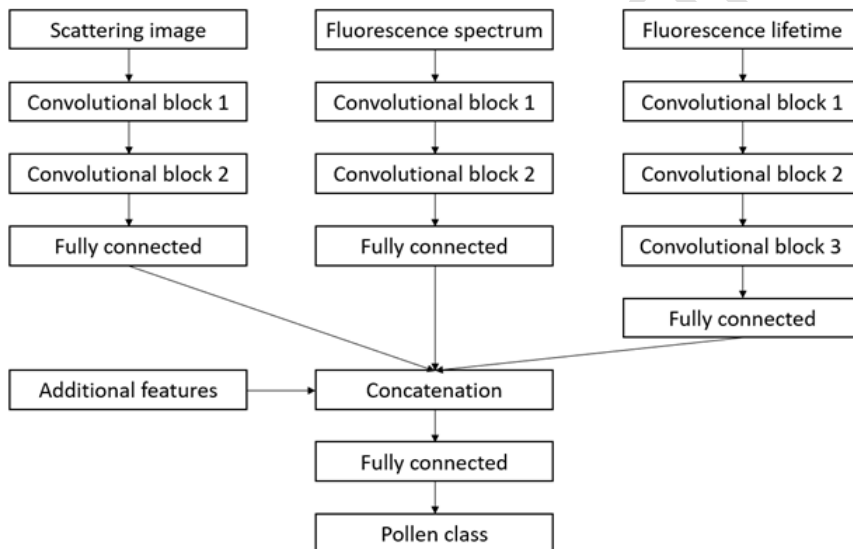 Scattering image
Fluorescence spectrum
Fluorescence lifetime
Convolutional block 1
Convolutional block 1
Convolutional block 1
Convolutional block 2
Convolutional block 2
Convolutional block 2
Fully connected
Fully connected
Convolutional block 3
Fully connected
Additional features
Concatenation
Fully connected
Pollen class